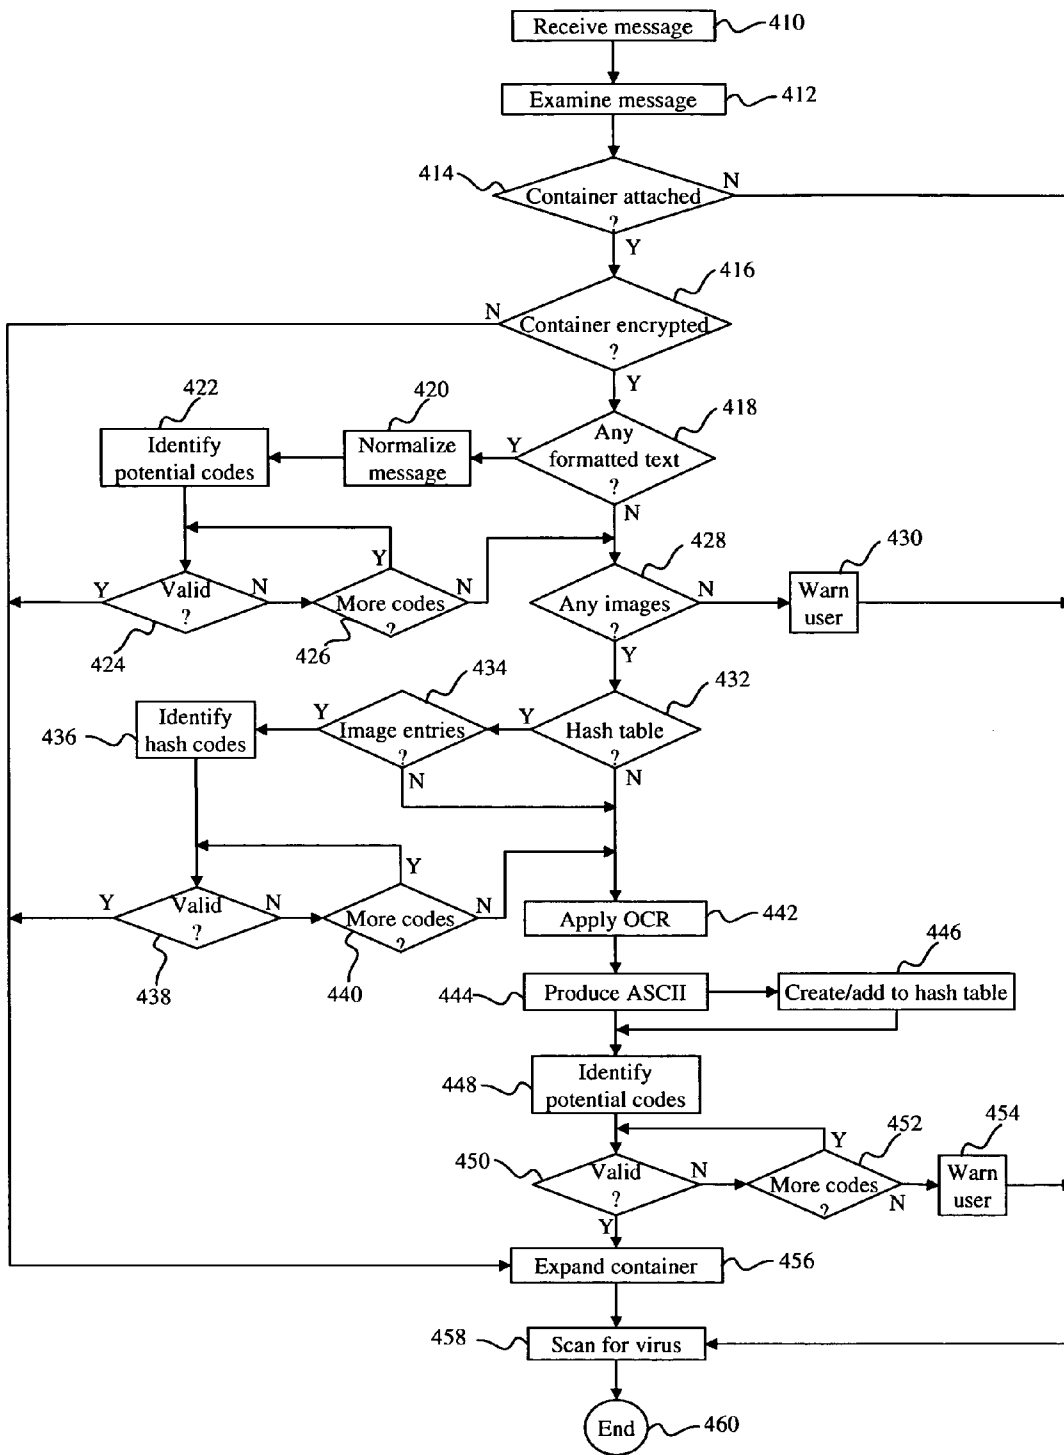 Receive message
410
Examine message
412
414
Container attached
?
N
Y
416
N
Container encrypted
?
Y
422
420
418
Identify
potential codes
Normalize
message
Y
Any
formatted text
?
N
Y
428
430
Y
Valid
?
N
More codes
?
N
Any images
?
N
Warn
user
424
426
Y
434
432
436
Identify
hash codes
Y
Image entries
?
Y
Hash table
?
N
N
Y
Y
Valid
?
N
More codes
?
N
Apply OCR
442
438
440
446
444
Produce ASCII
Create/add to hash table
448
Identify
potential codes
452
454
Y
450
Valid
?
N
More codes
?
N
Warn
user
Y
Expand container
456
458
Scan for virus
End
460